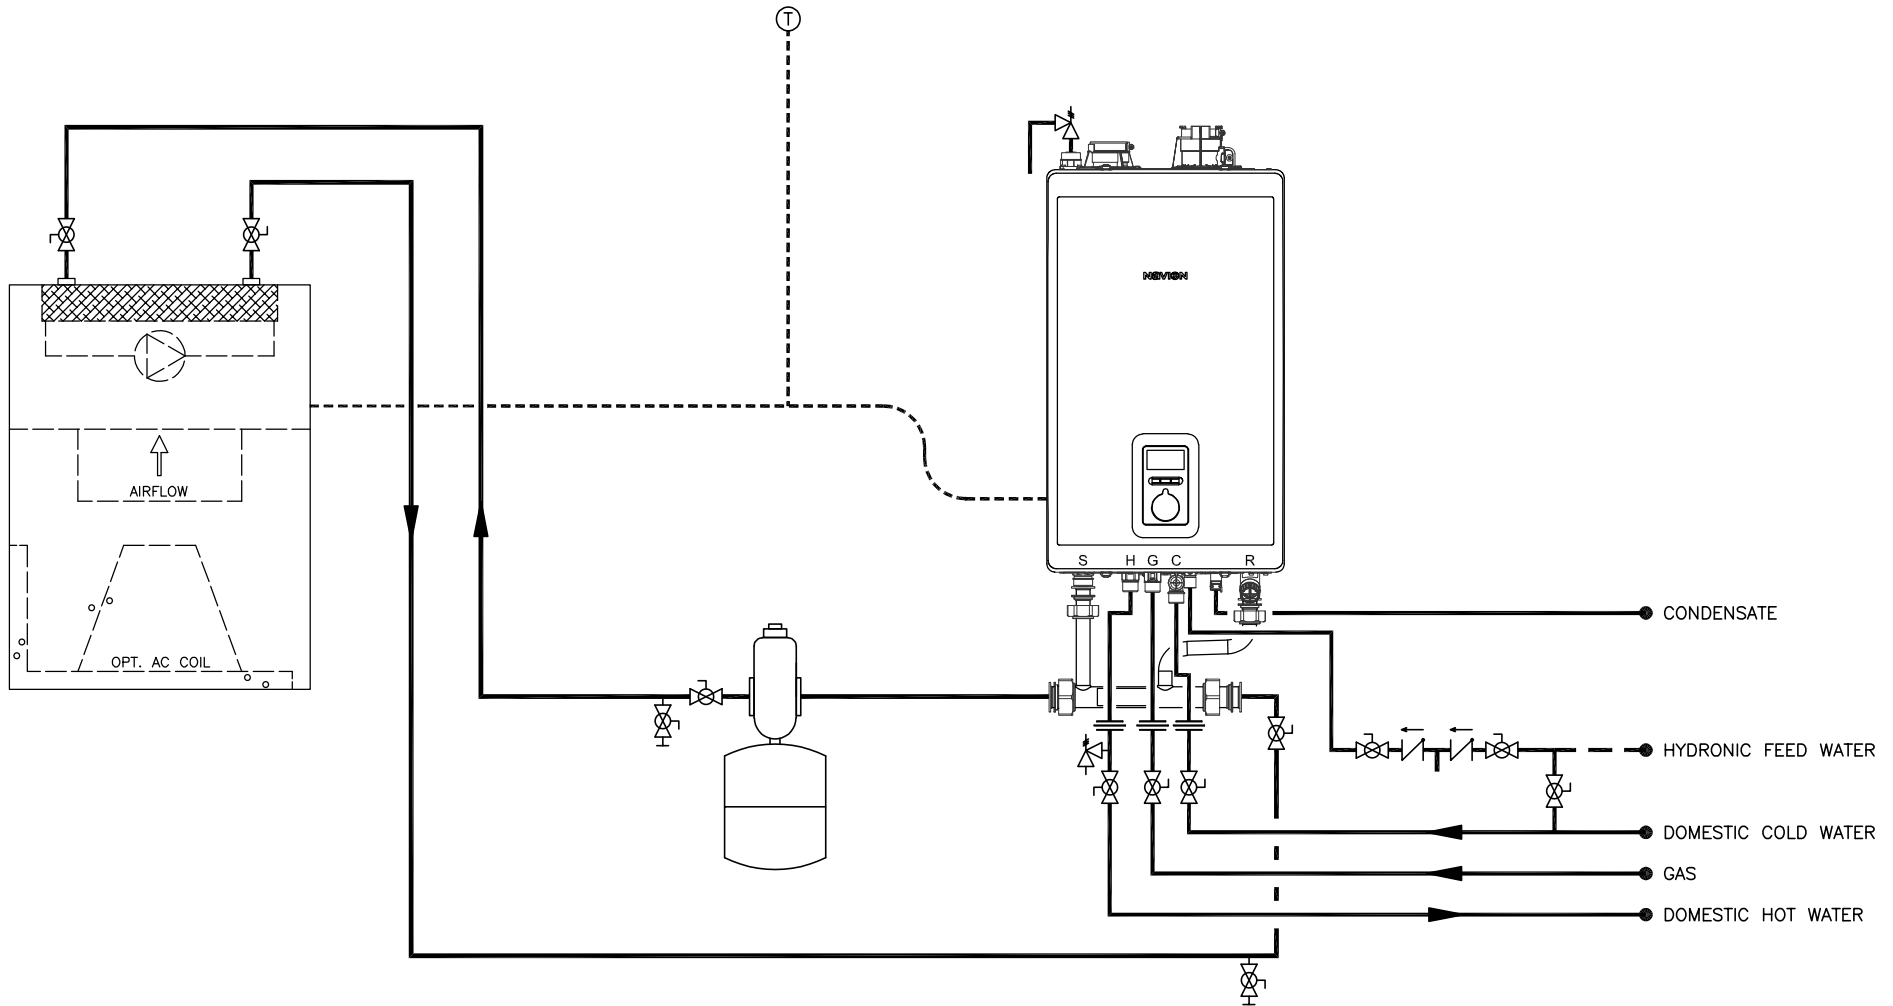 T
NAVIEN
AIRFLOW
S H G C R
CONDENSATE
OPT. AC COIL
HYDRONIC FEED WATER
DOMESTIC COLD WATER
GAS
DOMESTIC HOT WATER